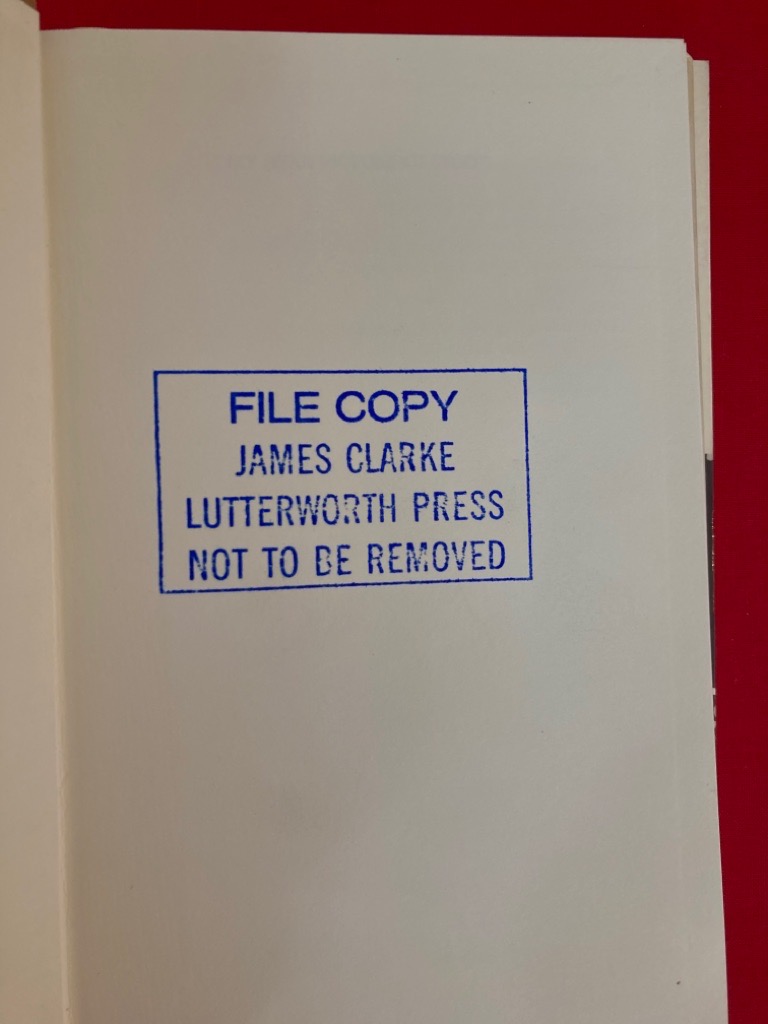 FILE COPY
JAMES CLARKE
LUTTERWORTH PRESS
NOT TO BE REMOVED